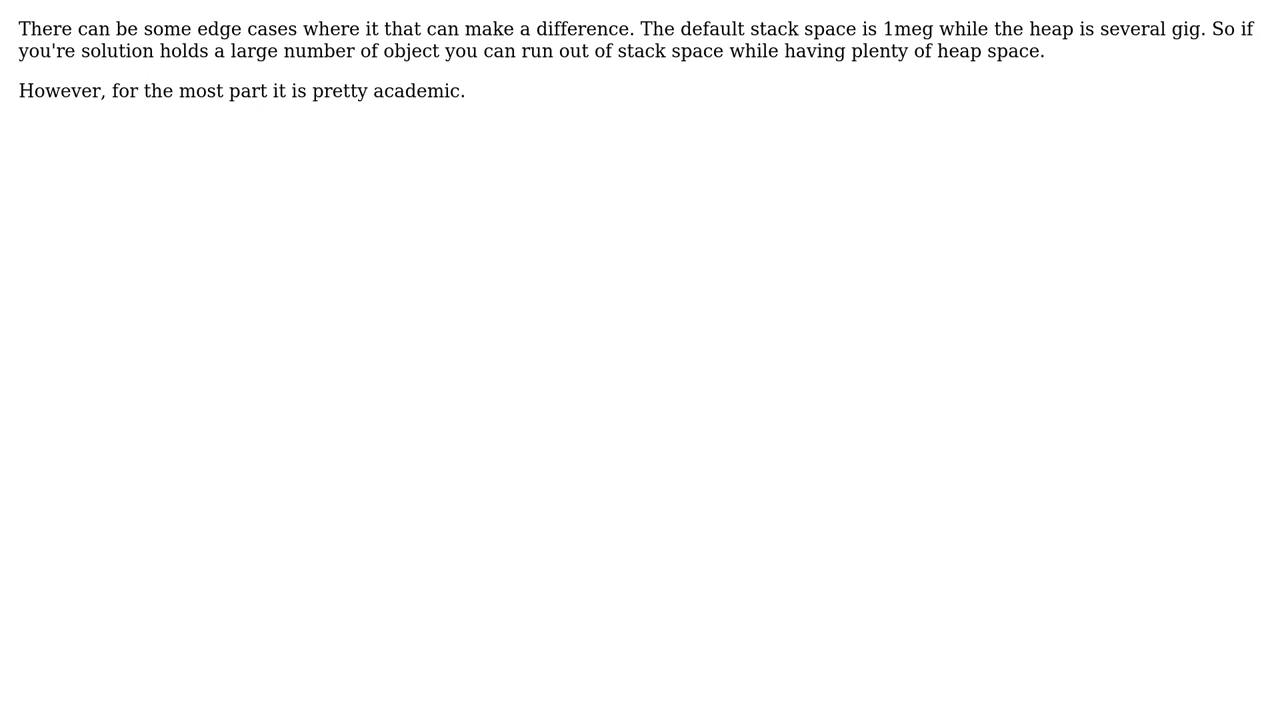 There can be some edge cases where it that can make a difference. The default stack space is 1meg while the heap is several gig. So if
you're solution holds a large number of object you can run out of stack space while having plenty of heap space.
However, for the most part it is pretty academic.